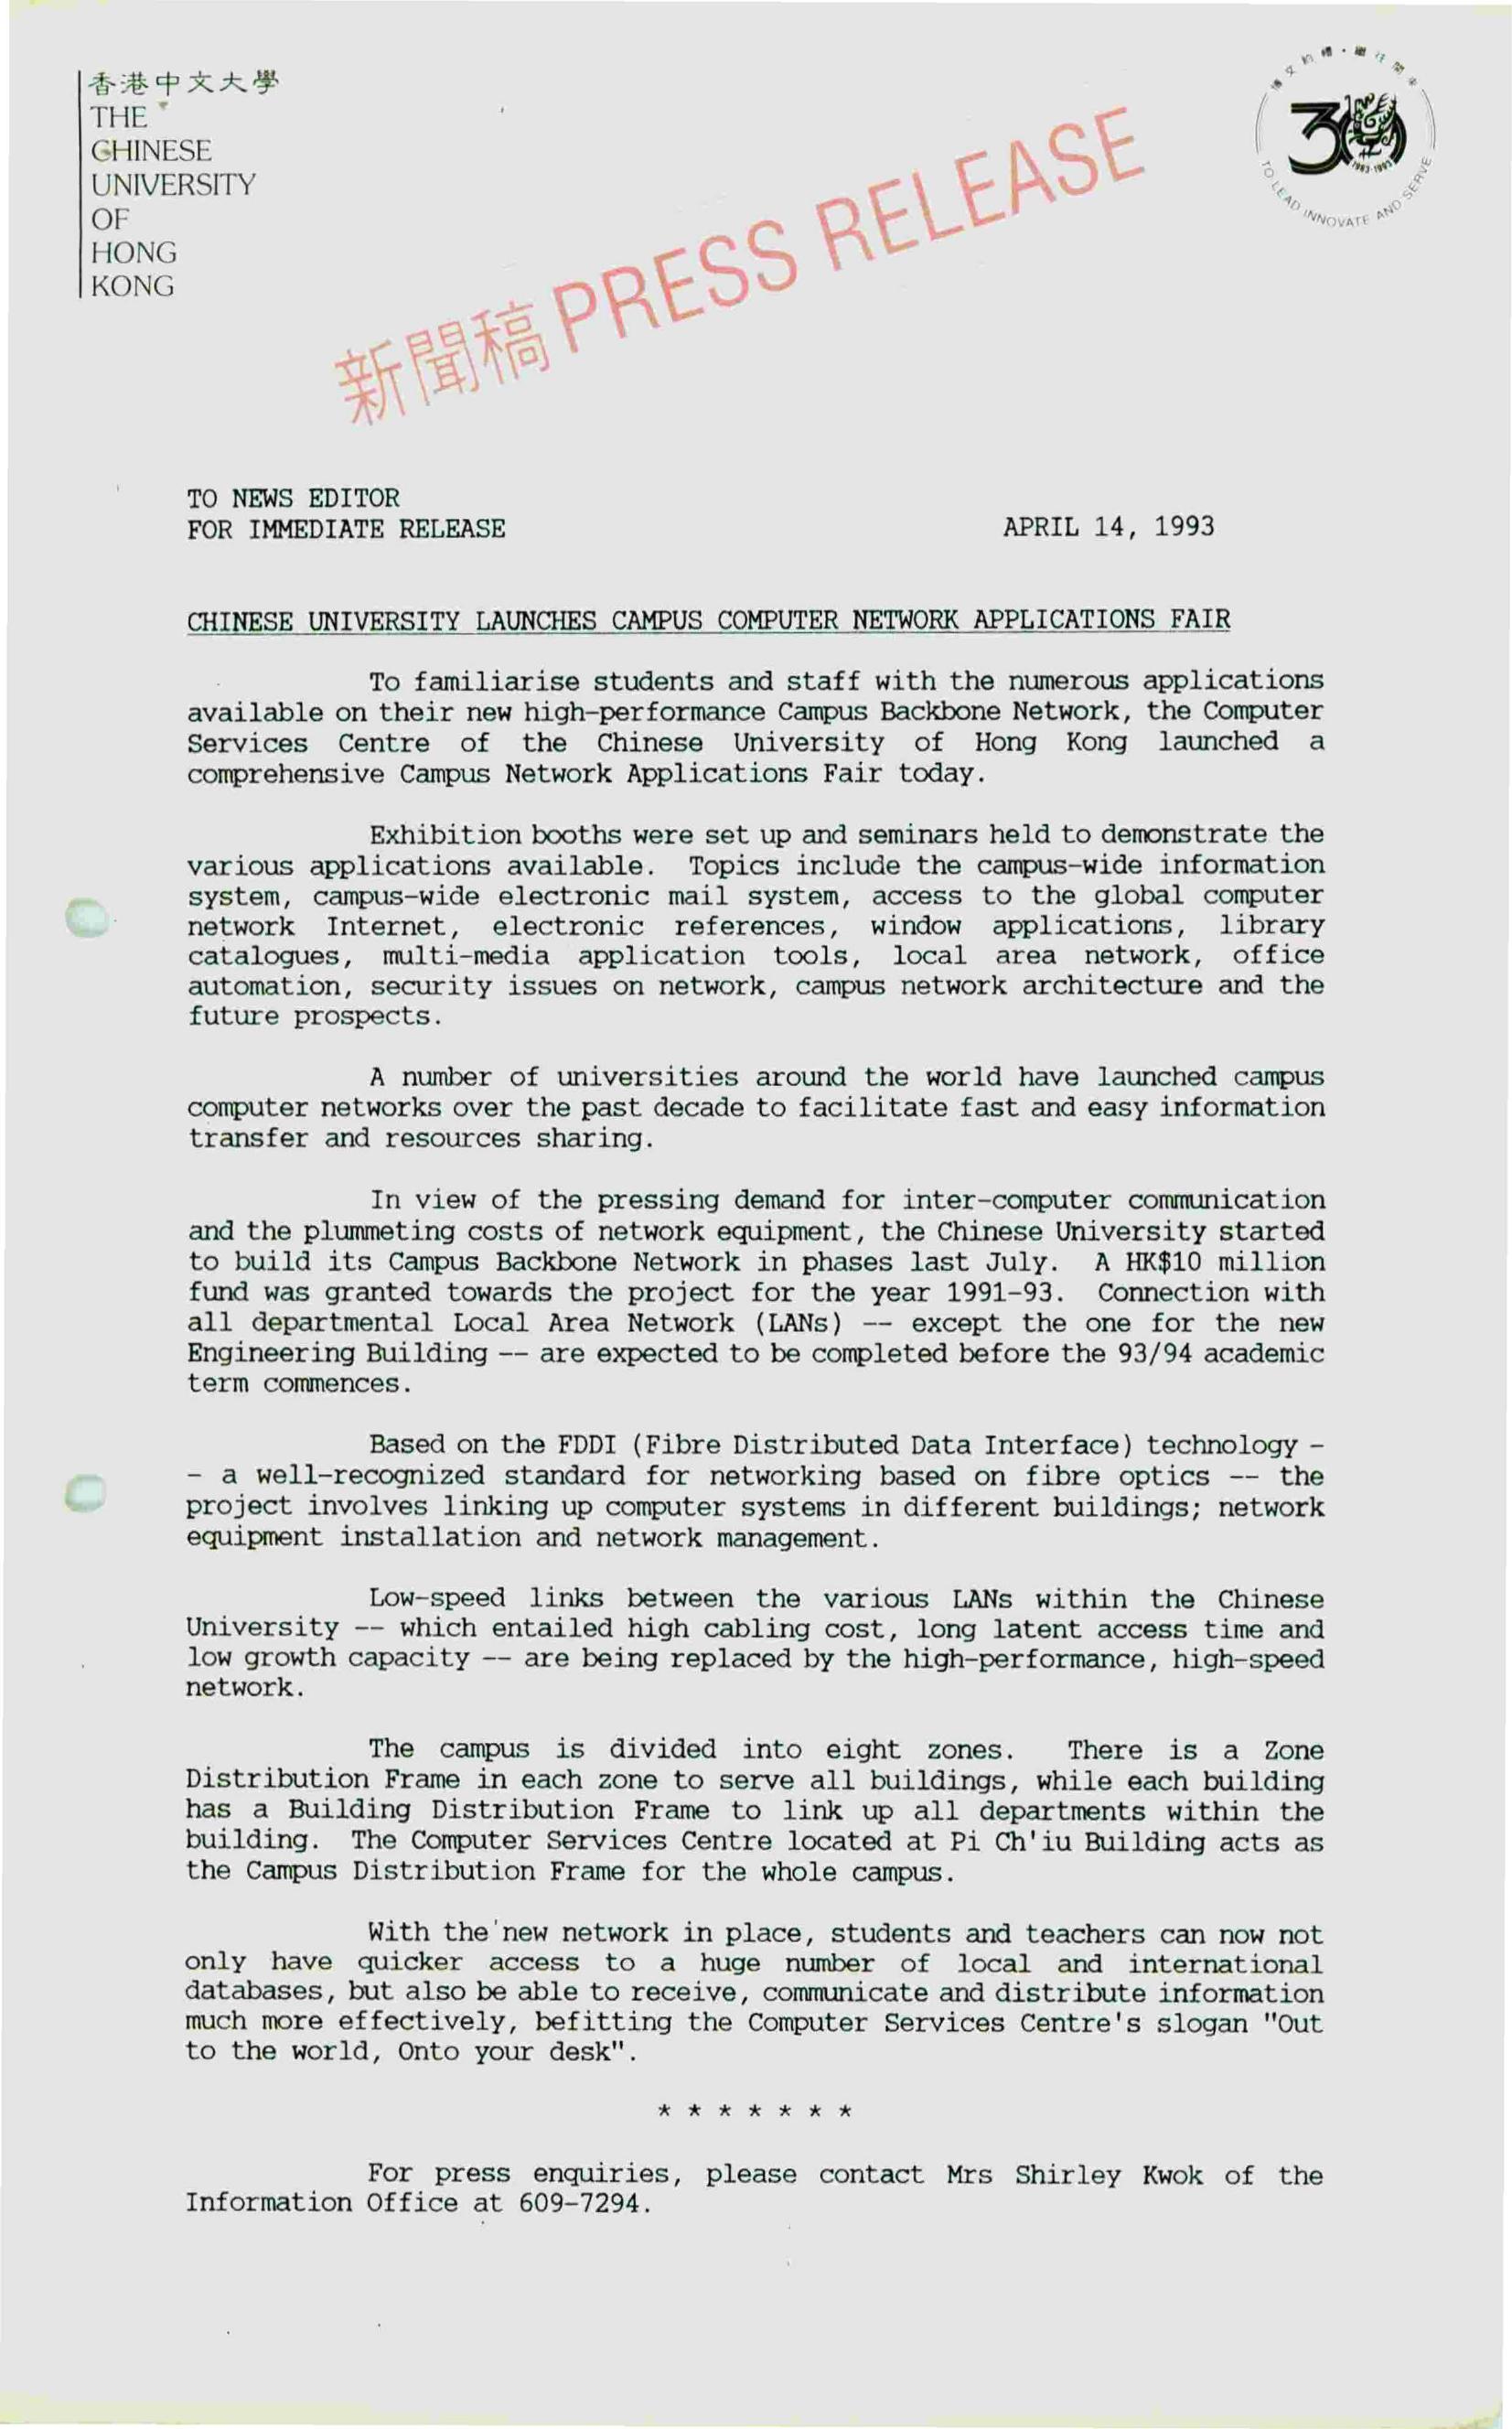 香港中文大學
THE
CHINESE
UNIVERSITY
OF
HONG
KONG
博文約禮・繼往開來
30
1963-1993
TO LEAD INNOVATE AND SERVE
新聞稿 PRESS RELEASE
TO NEWS EDITOR
FOR IMMEDIATE RELEASE
APRIL 14, 1993
CHINESE UNIVERSITY LAUNCHES CAMPUS COMPUTER NETWORK APPLICATIONS FAIR
To familiarise students and staff with the numerous applications
available on their new high-performance Campus Backbone Network, the Computer
Services Centre of the Chinese University of Hong Kong launched a
comprehensive Campus Network Applications Fair today.
Exhibition booths were set up and seminars held to demonstrate the
various applications available. Topics include the campus-wide information
system, campus-wide electronic mail system, access to the global computer
network Internet, electronic references, window applications, library
catalogues, multi-media application tools, local area network, office
automation, security issues on network, campus network architecture and the
future prospects.
A number of universities around the world have launched campus
computer networks over the past decade to facilitate fast and easy information
transfer and resources sharing.
In view of the pressing demand for inter-computer communication
and the plummeting costs of network equipment, the Chinese University started
to build its Campus Backbone Network in phases last July. A HK$10 million
fund was granted towards the project for the year 1991-93. Connection with
all departmental Local Area Network (LANs) -- except the one for the new
Engineering Building -- are expected to be completed before the 93/94 academic
term commences.
Based on the FDDI (Fibre Distributed Data Interface) technology -
- a well-recognized standard for networking based on fibre optics -- the
project involves linking up computer systems in different buildings; network
equipment installation and network management.
Low-speed links between the various LANs within the Chinese
University -- which entailed high cabling cost, long latent access time and
low growth capacity -- are being replaced by the high-performance, high-speed
network.
The campus is divided into eight zones. There is a Zone
Distribution Frame in each zone to serve all buildings, while each building
has a Building Distribution Frame to link up all departments within the
building. The Computer Services Centre located at Pi Ch'iu Building acts as
the Campus Distribution Frame for the whole campus.
With the new network in place, students and teachers can now not
only have quicker access to a huge number of local and international
databases, but also be able to receive, communicate and distribute information
much more effectively, befitting the Computer Services Centre's slogan "Out
to the world, Onto your desk".
* * * * * * *
For press enquiries, please contact Mrs Shirley Kwok of the
Information Office at 609-7294.